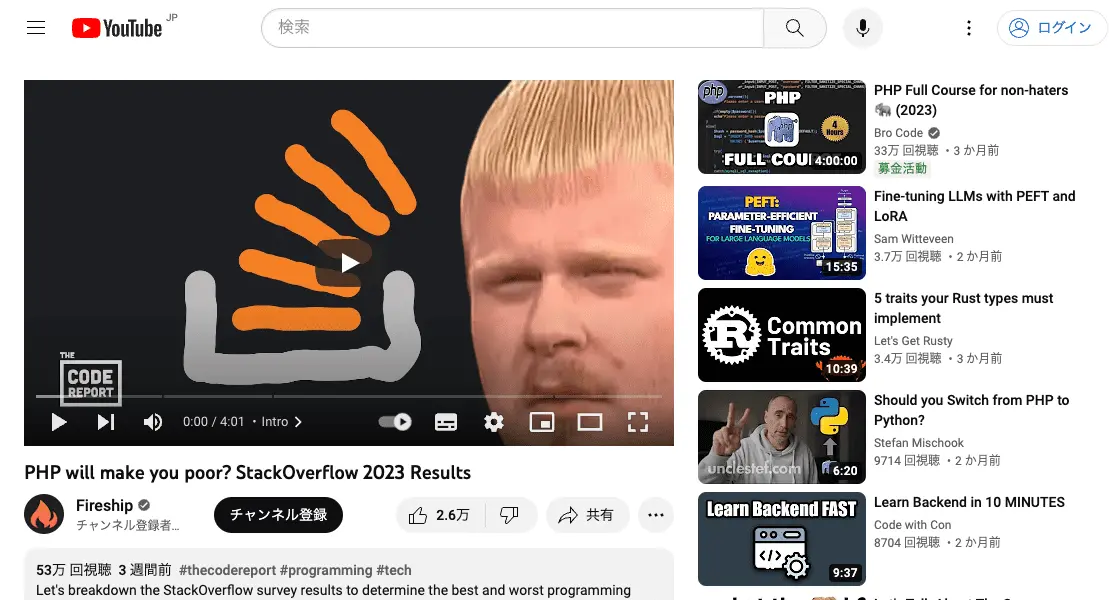 YouTube JP
検索
ログイン
THE
CODE
REPORT
0:00 / 4:01 • Intro
PHP will make you poor? StackOverflow 2023 Results
Fireship
チャンネル登録者...
チャンネル登録
2.6万
共有
53万 回視聴 3 週間前 #thecodereport #programming #tech
Let's breakdown the StackOverflow survey results to determine the best and worst programming
php
PHP
4
Hours
FULL COU
4:00:00
PHP Full Course for non-haters
🐘 (2023)
Bro Code
33万 回視聴 ・3 か月前
募金活動
PEFT:
PARAMETER-EFFICIENT
FINE-TUNING
FOR LARGE LANGUAGE MODELS
15:35
Fine-tuning LLMs with PEFT and
LoRA
Sam Witteveen
3.7万 回視聴 ・2 か月前
R
Common
Traits
10:39
5 traits your Rust types must
implement
Let's Get Rusty
3.4万 回視聴 ・3 か月前
unclestef.com
6:20
Should you Switch from PHP to
Python?
Stefan Mischook
9714 回視聴 ・2 か月前
Learn Backend FAST
9:37
Learn Backend in 10 MINUTES
Code with Con
8704 回視聴 ・2 か月前